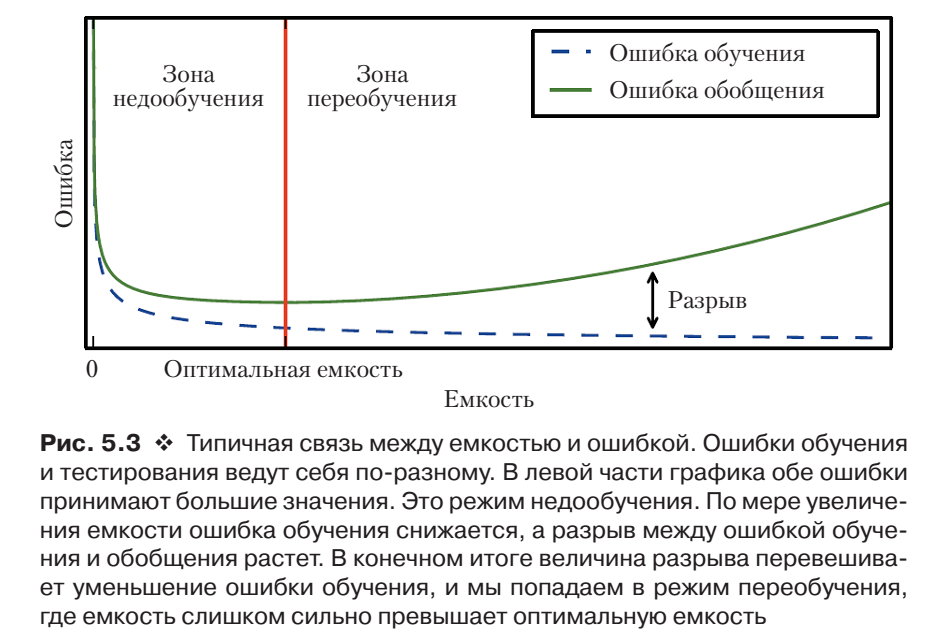 Зона
недообучения
Зона
переобучения
Ошибка обучения
Ошибка обобщения
Ошибка
Разрыв
0
Оптимальная емкость
Емкость
Рис. 5.3 ❖ Типичная связь между емкостью и ошибкой. Ошибки обучения
и тестирования ведут себя по-разному. В левой части графика обе ошибки
принимают большие значения. Это режим недообучения. По мере увеличе-
ния емкости ошибка обучения снижается, а разрыв между ошибкой обуче-
ния и обобщения растет. В конечном итоге величина разрыва перевешива-
ет уменьшение ошибки обучения, и мы попадаем в режим переобучения,
где емкость слишком сильно превышает оптимальную емкость